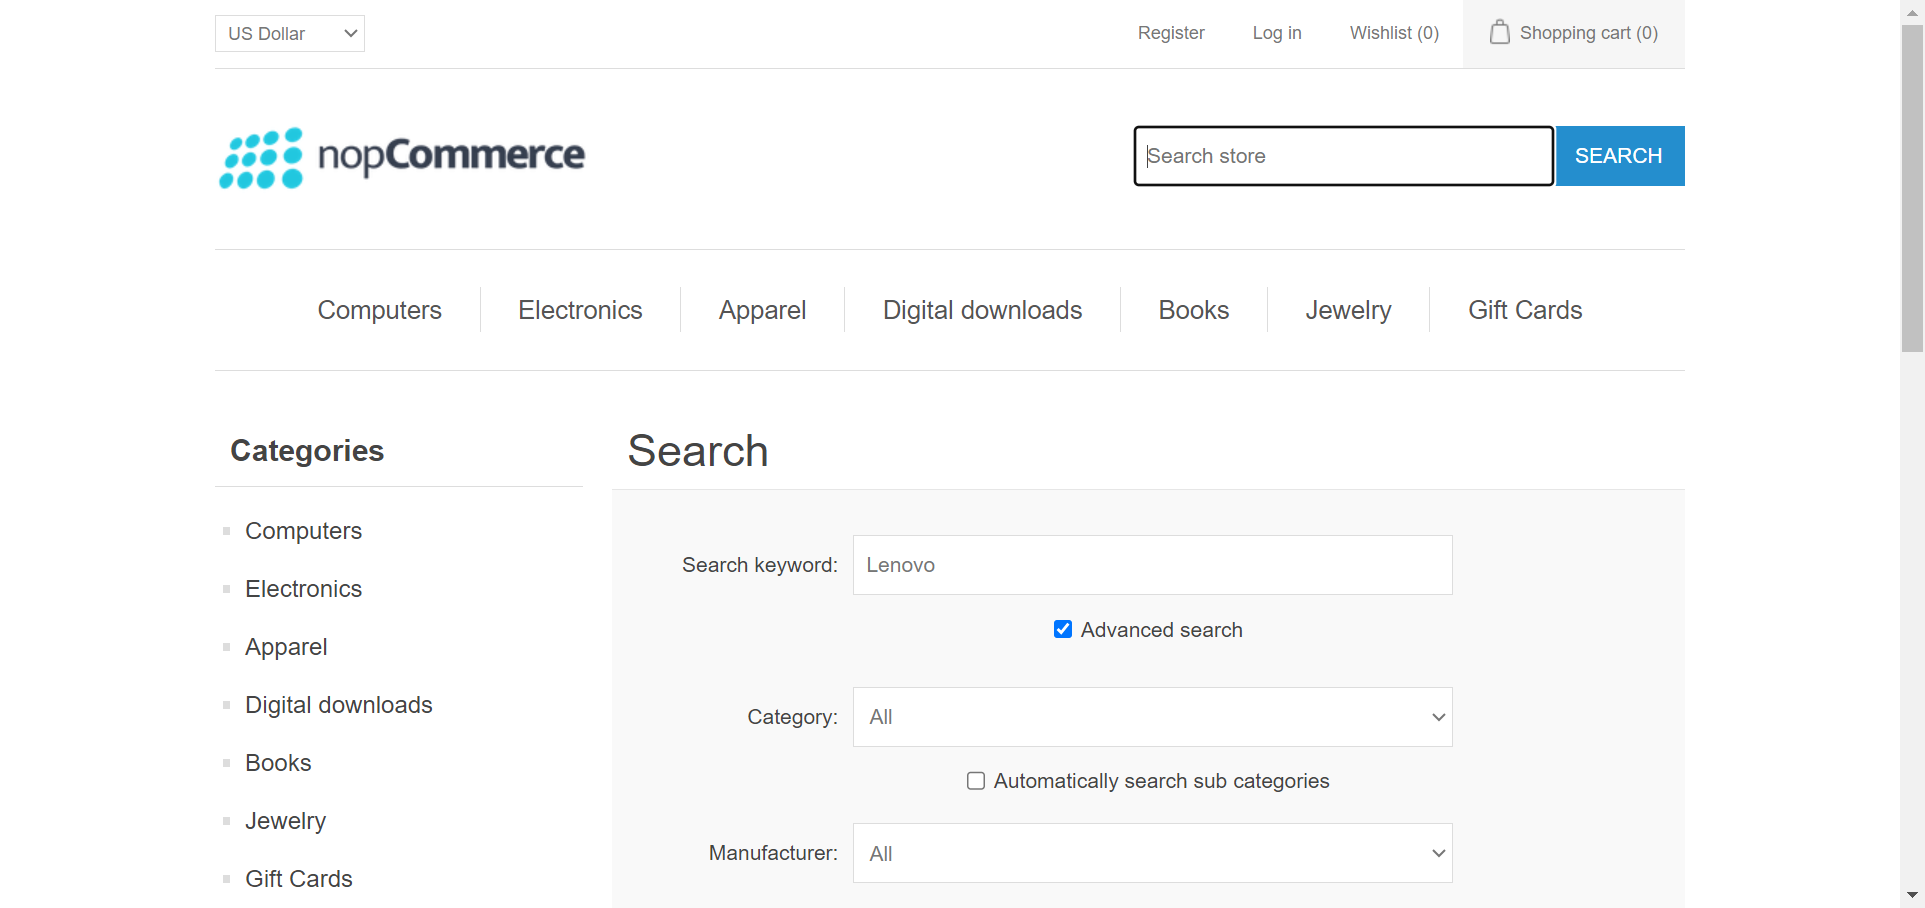 US Dollar
Register
Log in
Wishlist (0)
Shopping cart (0)
nopCommerce
Search store
SEARCH
Computers
Electronics
Apparel
Digital downloads
Books
Jewelry
Gift Cards
Categories
Computers
Electronics
Apparel
Digital downloads
Books
Jewelry
Gift Cards
Search
Search keyword:
Lenovo
Advanced search
Category:
All
Automatically search sub categories
Manufacturer:
All